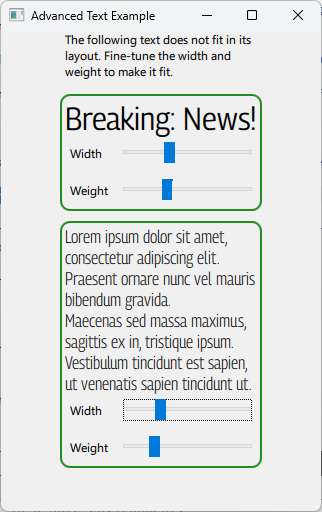 Advanced Text Example
The following text does not fit in its
layout. Fine-tune the width and
weight to make it fit.
Breaking: News!
Width
Weight
Lorem ipsum dolor sit amet,
consectetur adipiscing elit.
Praesent ornare nunc vel mauris
bibendum gravida.
Maecenas sed massa maximus,
sagittis ex in, tristique ipsum.
Vestibulum tincidunt est sapien,
ut venenatis sapien tincidunt ut.
Width
Weight